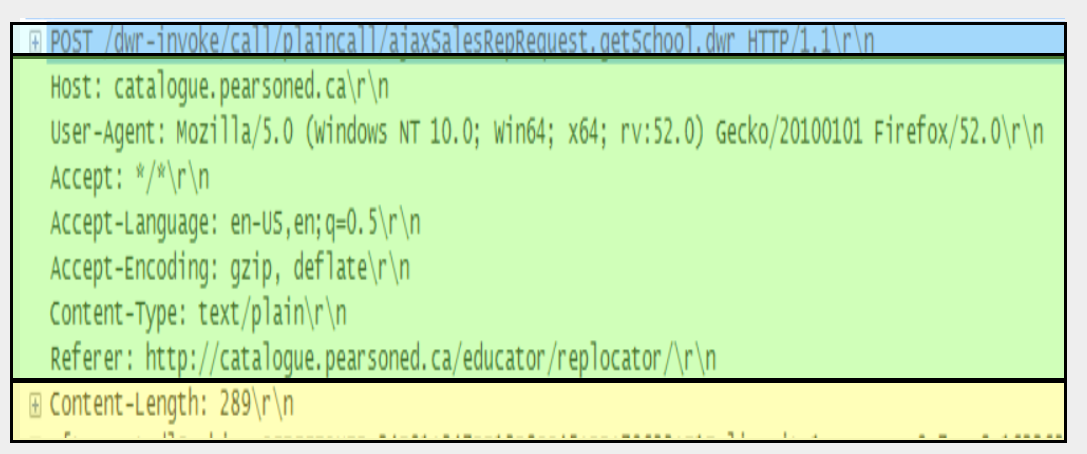 POST /dwr-invoke/call/plaincall/ajaxSalesRepRequest.getSchool.dwr HTTP/1.1\r\n
Host: catalogue.pearsoned.ca\r\n
User-Agent: Mozilla/5.0 (Windows NT 10.0; Win64; x64; rv:52.0) Gecko/20100101 Firefox/52.0\r\n
Accept: */*\r\n
Accept-Language: en-US,en;q=0.5\r\n
Accept-Encoding: gzip, deflate\r\n
Content-Type: text/plain\r\n
Referer: http://catalogue.pearsoned.ca/educator/replocator/\r\n
Content-Length: 289\r\n